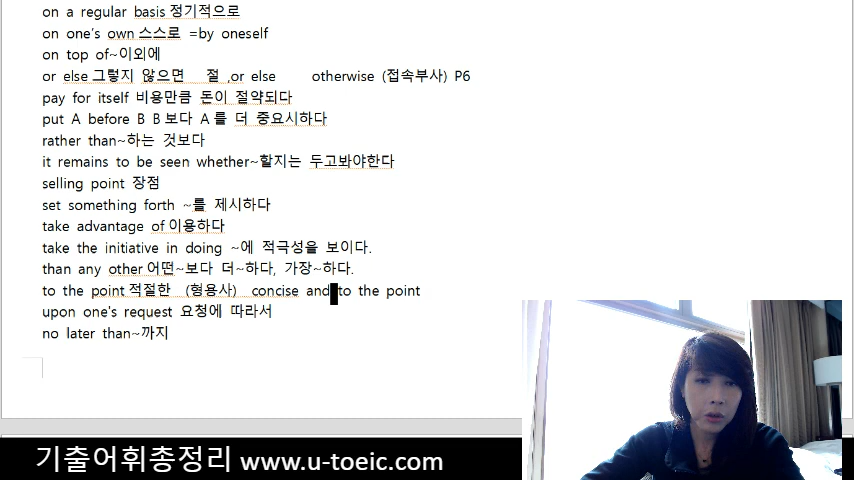 on a regular basis 정기적으로
on one's own 스스로 =by oneself
on top of~이외에
or else 그렇지 않으면 절 ,or else otherwise (접속부사) P6
pay for itself 비용만큼 돈이 절약되다
put A before B B 보다 A 를 더 중요시하다
rather than~하는 것보다
it remains to be seen whether~할지는 두고봐야한다
selling point 장점
set something forth ~를 제시하다
take advantage of 이용하다
take the initiative in doing ~에 적극성을 보이다.
than any other 어떤~보다 더~하다, 가장~하다.
to the point 적절한 (형용사) concise and to the point
upon one's request 요청에 따라서
no later than~까지
기출어휘총정리 www.u-toeic.com